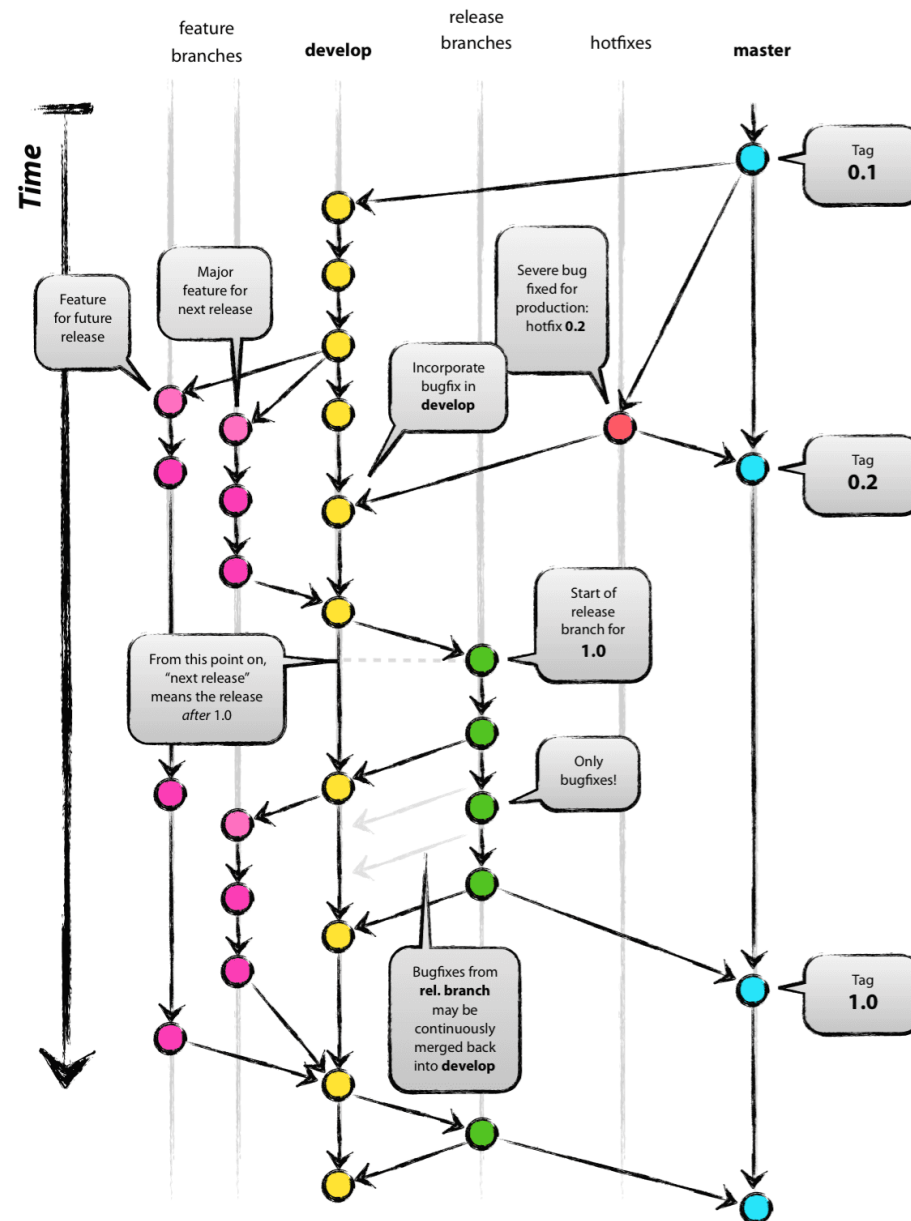 feature
branches
develop
release
branches
hotfixes
master
Time
Tag
0.1
Major
feature for
next release
Feature
for future
release
Severe bug
fixed for
production:
hotfix 0.2
Incorporate
bugfix in
develop
Tag
0.2
Start of
release
branch for
1.0
From this point on,
“next release”
means the release
after 1.0
Only
bugfixes!
Bugfixes from
rel. branch
may be
continuously
merged back
into develop
Tag
1.0